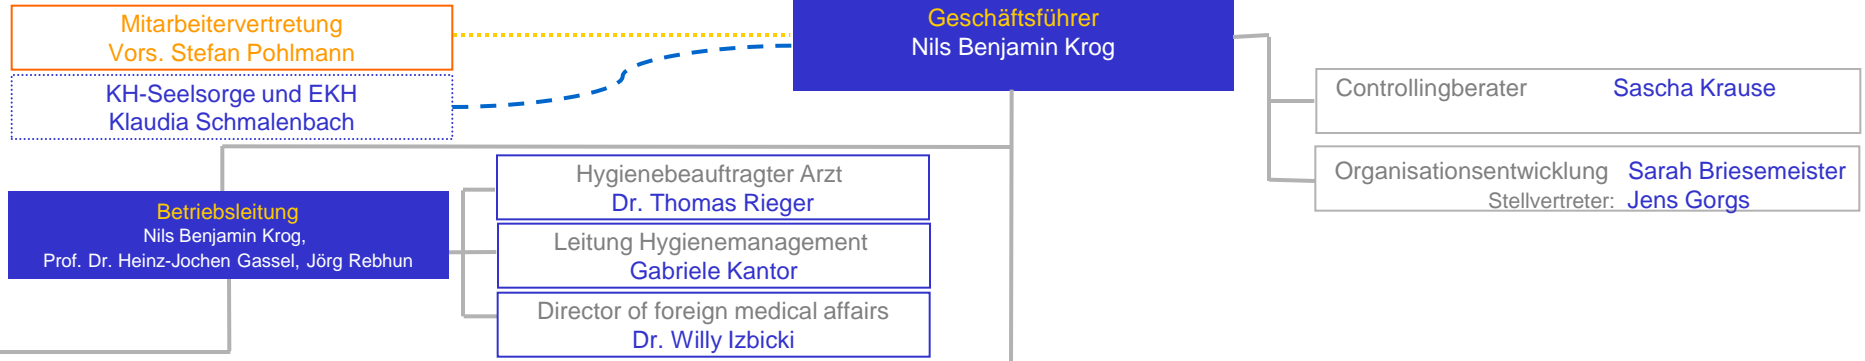 Mitarbeitervertretung
Vors. Stefan Pohlmann
KH-Seelsorge und EKH
Klaudia Schmalenbach
Geschäftsführer
Nils Benjamin Krog
Controllingberater Sascha Krause
Organisationsentwicklung Sarah Briesemeister
Stellvertreter: Jens Gorgs
Betriebsleitung
Nils Benjamin Krog,
Prof. Dr. Heinz-Jochen Gassel, Jörg Rebhun
Hygienebeauftragter Arzt
Dr. Thomas Rieger
Leitung Hygienemanagement
Gabriele Kantor
Director of foreign medical affairs
Dr. Willy Izbicki